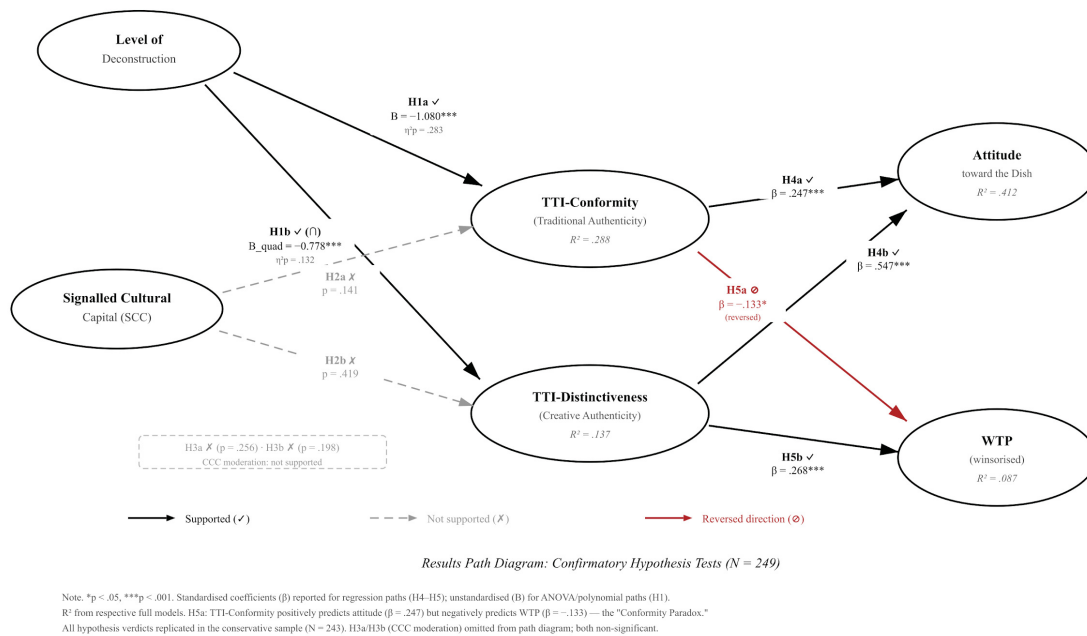 Level of
Deconstruction
H1a ✓
B = −1.080***
η²p = .283
Attitude
toward the Dish
R² = .412
H4a ✓
β = .247***
TTI-Conformity
(Traditional Authenticity)
R² = .288
H1b ✓ (∩)
B_quad = −0.778***
η²p = .132
H4b ✓
β = .547***
H2a ✗
p = .141
Signalled Cultural
Capital (SCC)
H5a ⊘
β = −.133*
(reversed)
H2b ✗
p = .419
TTI-Distinctiveness
(Creative Authenticity)
R² = .137
H3a ✗ (p = .256) · H3b ✗ (p = .198)
CCC moderation: not supported
WTP
(winsorised)
R² = .087
H5b ✓
β = .268***
Supported (✓)
Not supported (✗)
Reversed direction (⊘)
Results Path Diagram: Confirmatory Hypothesis Tests (N = 249)
Note. *p < .05, ***p < .001. Standardised coefficients (β) reported for regression paths (H4–H5); unstandardised (B) for ANOVA/polynomial paths (H1).
R² from respective full models. H5a: TTI-Conformity positively predicts attitude (β = .247) but negatively predicts WTP (β = −.133) — the "Conformity Paradox."
All hypothesis verdicts replicated in the conservative sample (N = 243). H3a/H3b (CCC moderation) omitted from path diagram; both non-significant.